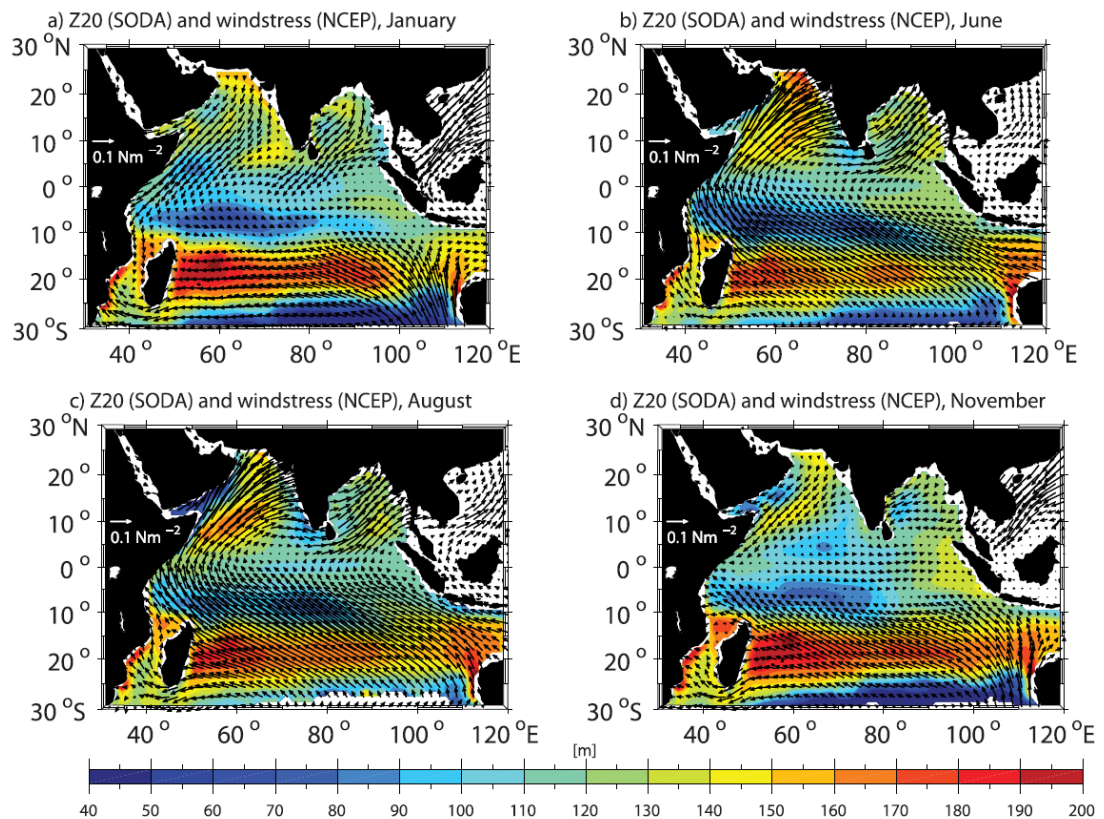 a) Z20 (SODA) and windstress (NCEP), January
b) Z20 (SODA) and windstress (NCEP), June
30 °N
20 °
10 °
0 °
10 °
20 °
30 °S
0.1 Nm −2
40 °
60 °
80 °
100 °
120 °E
30 °N
20 °
10 °
0 °
10 °
20 °
30 °S
0.1 Nm −2
40 °
60 °
80 °
100 °
120 °E
c) Z20 (SODA) and windstress (NCEP), August
d) Z20 (SODA) and windstress (NCEP), November
30 °N
20 °
10 °
0 °
10 °
20 °
30 °S
0.1 Nm −2
40 °
60 °
80 °
100 °
120 °E
30 °N
20 °
10 °
0 °
10 °
20 °
30 °S
0.1 Nm −2
40 °
60 °
80 °
100 °
120 °E
[m]
40 50 60 70 80 90 100 110 120 130 140 150 160 170 180 190 200